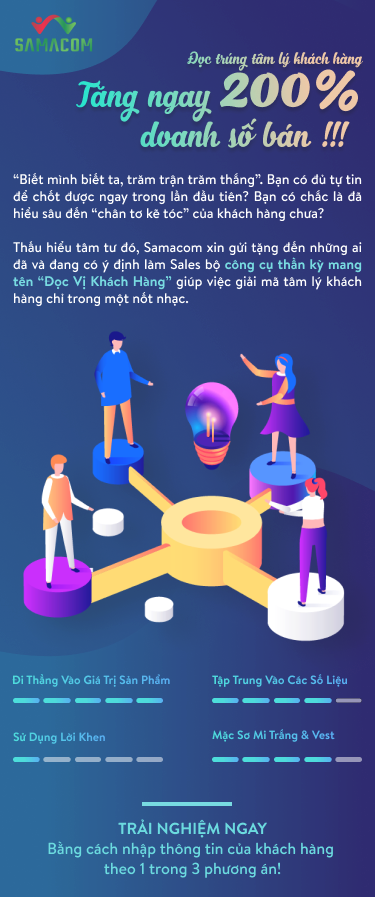 SAMACOM
Đọc trúng tâm lý khách hàng
Tăng ngay 200%
doanh số bán !!!
“Biết mình biết ta, trăm trận trăm thắng”. Bạn có đủ tự tin
để chốt được ngay trong lần đầu tiên? Bạn có chắc là đã
hiểu sâu đến “chân tơ kẽ tóc” của khách hàng chưa?
Thấu hiểu tâm tư đó, Samacom xin gửi tặng đến những ai
đã và đang có ý định làm Sales bộ công cụ thần kỳ mang
tên “Đọc Vị Khách Hàng” giúp việc giải mã tâm lý khách
hàng chỉ trong một nốt nhạc.
Đi Thẳng Vào Giá Trị Sản Phẩm
Tập Trung Vào Các Số Liệu
Sử Dụng Lời Khen
Mặc Sơ Mi Trắng & Vest
TRẢI NGHIỆM NGAY
Bằng cách nhập thông tin của khách hàng
theo 1 trong 3 phương án!